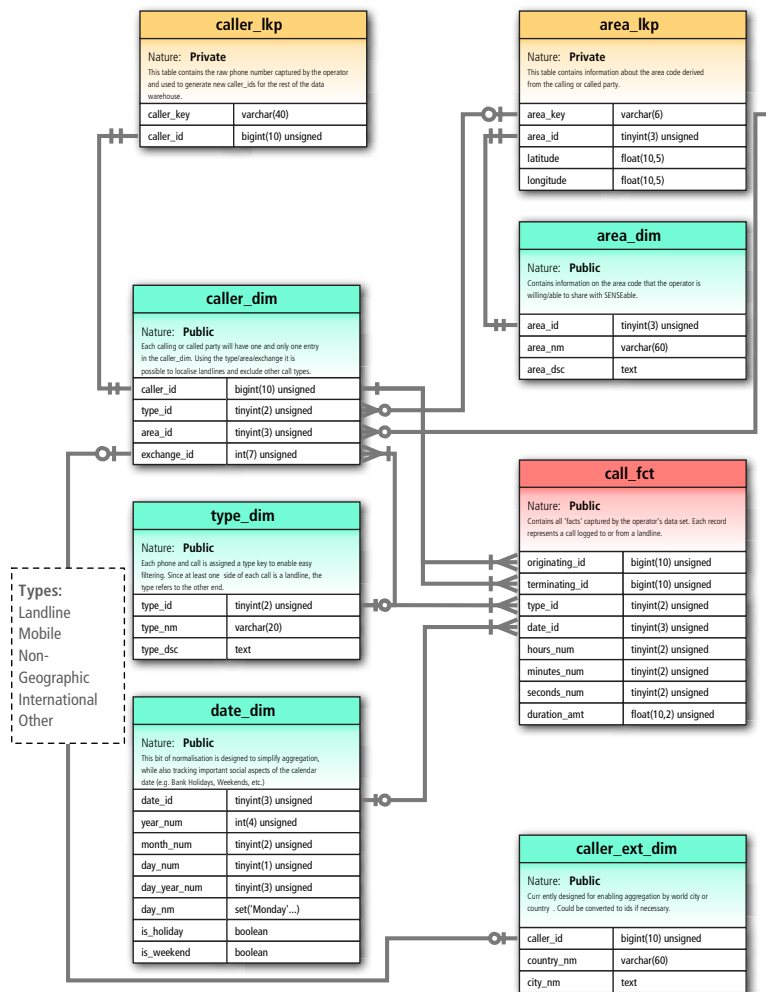 caller_lkp
Nature: Private
This table contains the raw phone number captured by the operator
and used to generate new caller_ids for the rest of the data
warehouse.
caller_key varchar(40)
caller_id bigint(10) unsigned
area_lkp
Nature: Private
This table contains information about the area code derived
from the calling or called party.
area_key varchar(6)
area_id tinyint(3) unsigned
latitude float(10,5)
longitude float(10,5)
area_dim
Nature: Public
Contains information on the area code that the operator is
willing/able to share with SENSEable.
area_id tinyint(3) unsigned
area_nm varchar(60)
area_dsc text
caller_dim
Nature: Public
Each calling or called party will have one and only one entry
in the caller_dim. Using the type/area/exchange it is
possible to localise landlines and exclude other call types.
caller_id bigint(10) unsigned
type_id tinyint(2) unsigned
area_id tinyint(3) unsigned
exchange_id int(7) unsigned
call_fct
Nature: Public
Contains all 'facts' captured by the operator's data set. Each record
represents a call logged to or from a landline.
originating_id bigint(10) unsigned
terminating_id bigint(10) unsigned
type_id tinyint(2) unsigned
date_id tinyint(3) unsigned
hours_num tinyint(2) unsigned
minutes_num tinyint(2) unsigned
seconds_num tinyint(2) unsigned
duration_amt float(10,2) unsigned
type_dim
Nature: Public
Each phone and call is assigned a type key to enable easy
filtering. Since at least one side of each call is a landline, the
type refers to the other end.
type_id tinyint(2) unsigned
type_nm varchar(20)
type_dsc text
Types:
Landline
Mobile
Non-
Geographic
International
Other
date_dim
Nature: Public
This bit of normalisation is designed to simplify aggregation,
while also tracking important social aspects of the calendar
date (e.g. Bank Holidays, Weekends, etc.)
date_id tinyint(3) unsigned
year_num int(4) unsigned
month_num tinyint(2) unsigned
day_num tinyint(1) unsigned
day_year_num tinyint(3) unsigned
day_nm set('Monday'...)
is_holiday boolean
is_weekend boolean
caller_ext_dim
Nature: Public
Curr ently designed for enabling aggregation by world city or
country . Could be converted to ids if necessary.
caller_id bigint(10) unsigned
country_nm varchar(60)
city_nm text